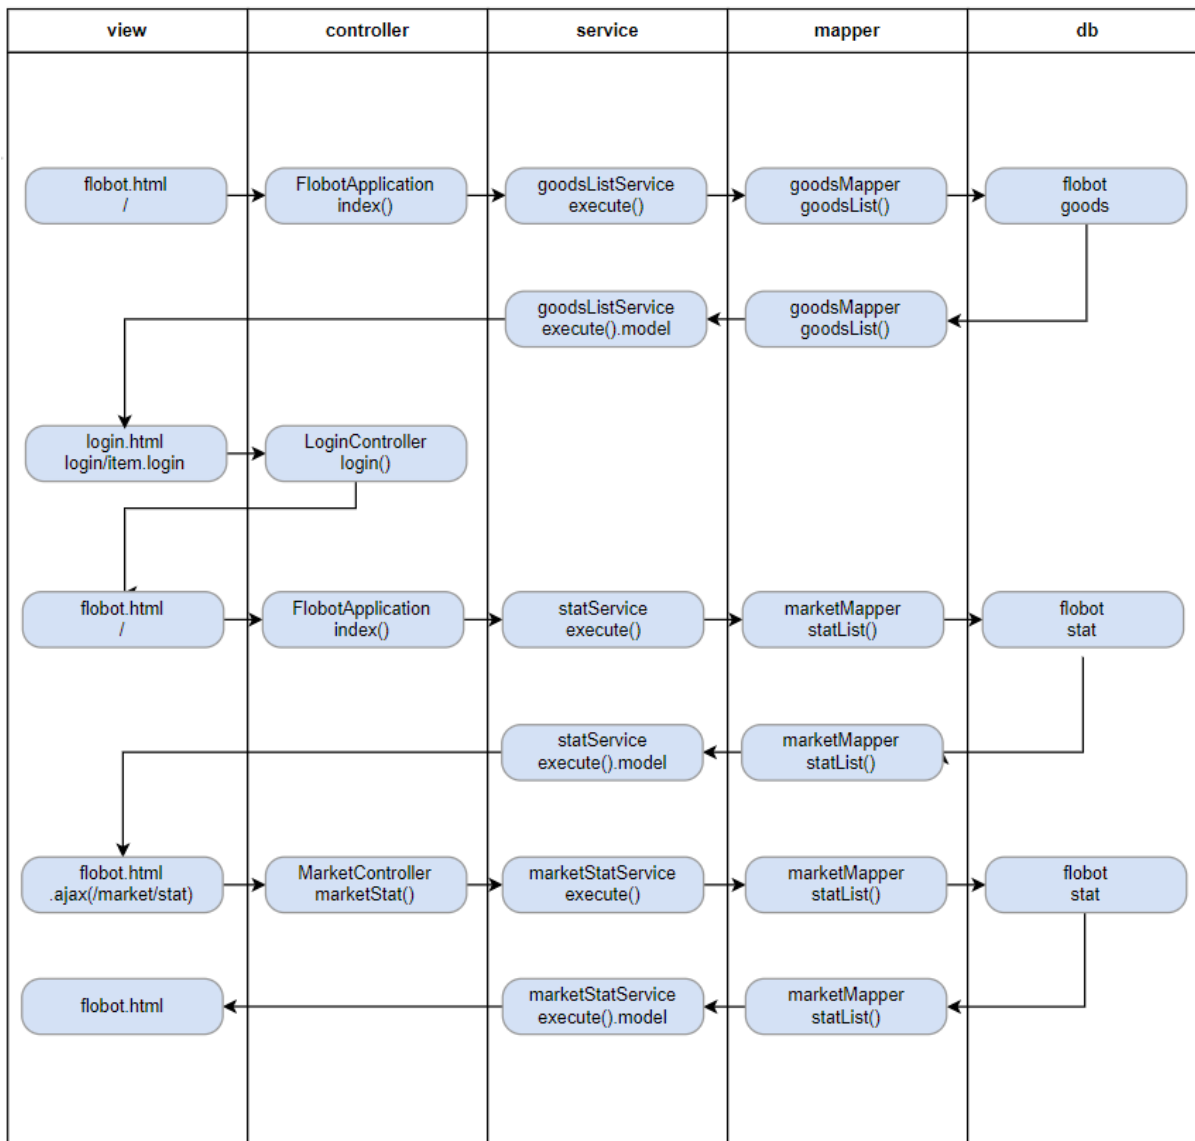 view
controller
service
mapper
db
flobot.html
/
FlobotApplication
index()
goodsListService
execute()
goodsMapper
goodsList()
flobot
goods
goodsListService
execute().model
goodsMapper
goodsList()
login.html
login/item.login
LoginController
login()
flobot.html
/
FlobotApplication
index()
statService
execute()
marketMapper
statList()
flobot
stat
statService
execute().model
marketMapper
statList()
flobot.html
.ajax(/market/stat)
MarketController
marketStat()
marketStatService
execute()
marketMapper
statList()
flobot
stat
flobot.html
marketStatService
execute().model
marketMapper
statList()